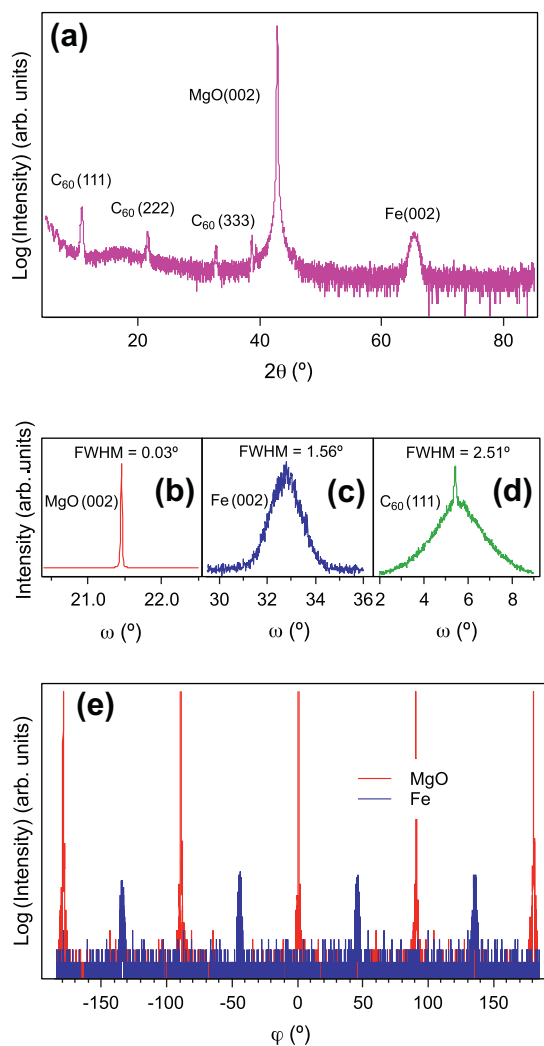 (a)
MgO(002)
C60 (111)
C60 (222)
C60 (333)
Fe(002)
Log (Intensity) (arb. units)
20 40 60 80
2θ (º)
FWHM = 0.03º
FWHM = 1.56º
FWHM = 2.51º
(b)
(c)
(d)
MgO (002)
Fe (002)
C60 (111)
Intensity (arb. units)
21.0 22.0
30 32 34 36
2 4 6 8
ω (º)
ω (º)
ω (º)
(e)
MgO
Fe
Log (Intensity) (arb. units)
-150 -100 -50 0 50 100 150
φ (º)